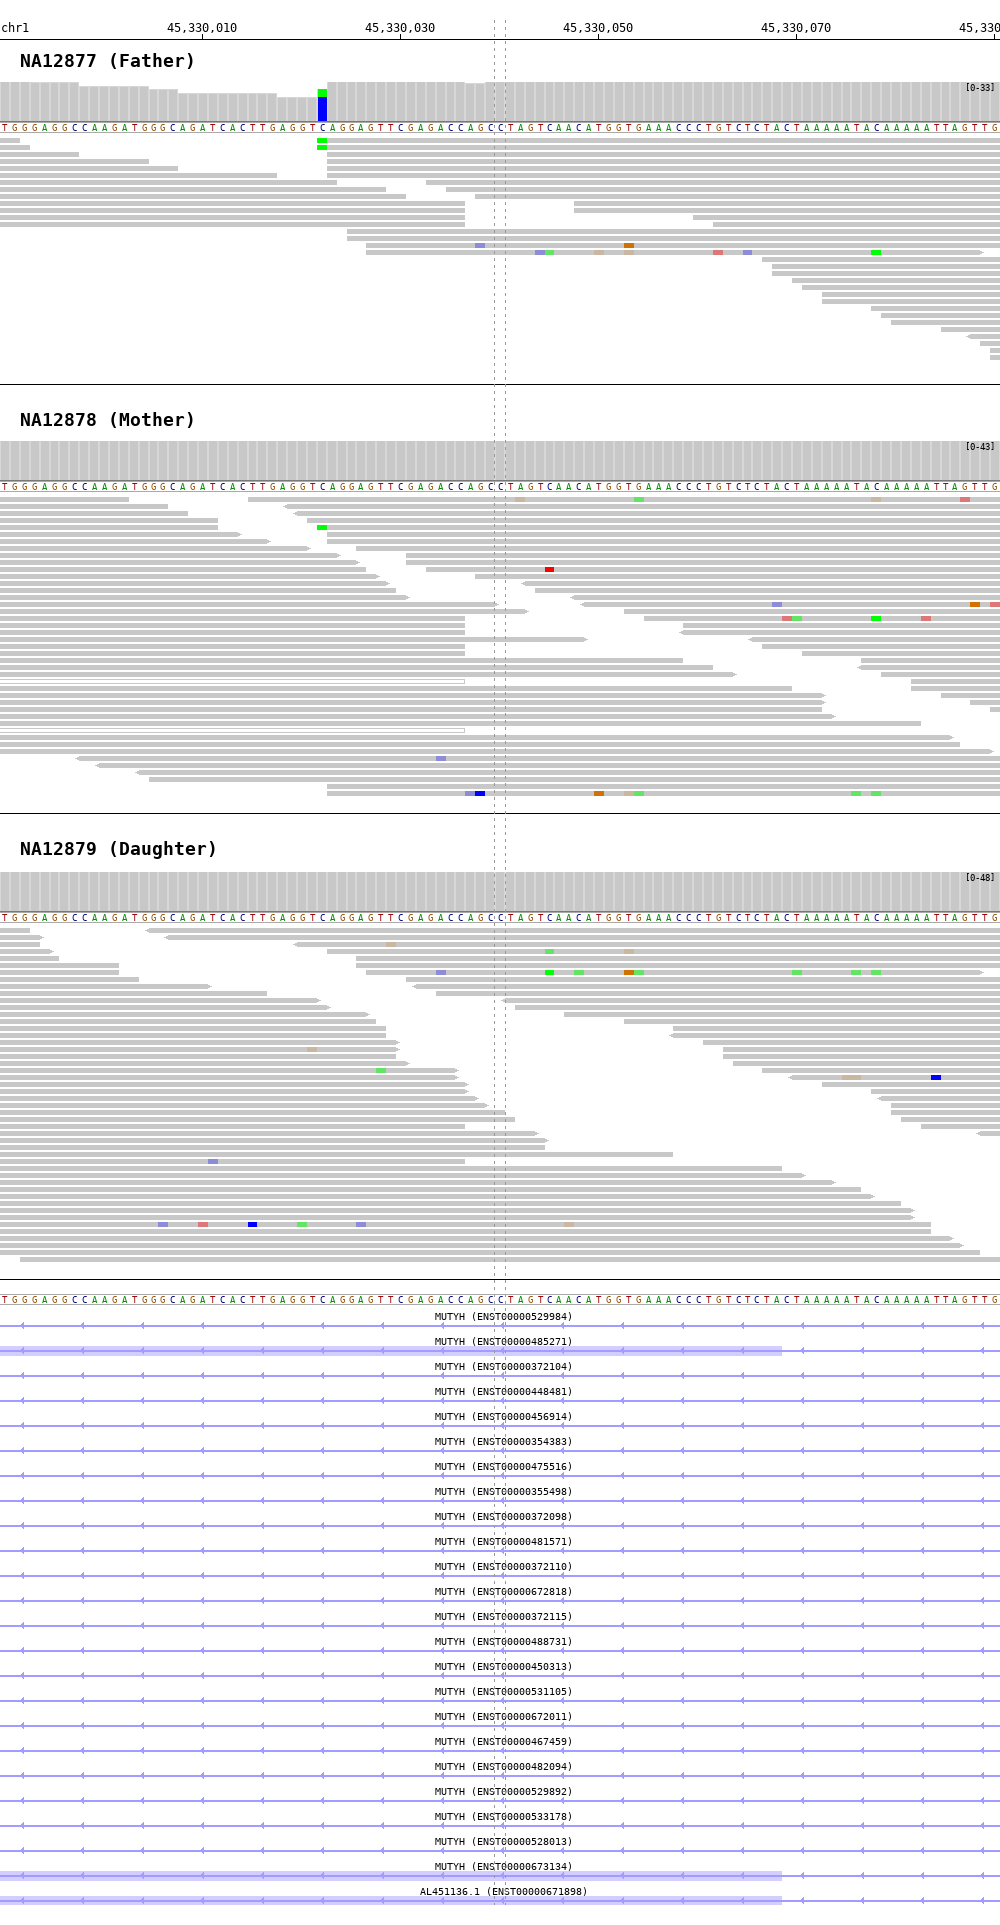 chr1 45,330,010 45,330,030 45,330,050 45,330,070 45,330
NA12877 (Father)
[0-33]
T G G G A G G C C A A G A T G G G C A G A T C A C T T G A G G T C A G G A G T T C G A G A C C A G C C T A G T C A A C A T G G T G A A A C C C T G T C T C T A C T A A A A A T A C A A A A A T T A G T T G
NA12878 (Mother)
[0-43]
T G G G A G G C C A A G A T G G G C A G A T C A C T T G A G G T C A G G A G T T C G A G A C C A G C C T A G T C A A C A T G G T G A A A C C C T G T C T C T A C T A A A A A T A C A A A A A T T A G T T G
NA12879 (Daughter)
[0-48]
T G G G A G G C C A A G A T G G G C A G A T C A C T T G A G G T C A G G A G T T C G A G A C C A G C C T A G T C A A C A T G G T G A A A C C C T G T C T C T A C T A A A A A T A C A A A A A T T A G T T G
T G G G A G G C C A A G A T G G G C A G A T C A C T T G A G G T C A G G A G T T C G A G A C C A G C C T A G T C A A C A T G G T G A A A C C C T G T C T C T A C T A A A A A T A C A A A A A T T A G T T G
MUTYH (ENST00000529984)
MUTYH (ENST00000485271)
MUTYH (ENST00000372104)
MUTYH (ENST00000448481)
MUTYH (ENST00000456914)
MUTYH (ENST00000354383)
MUTYH (ENST00000475516)
MUTYH (ENST00000355498)
MUTYH (ENST00000372098)
MUTYH (ENST00000481571)
MUTYH (ENST00000372110)
MUTYH (ENST00000672818)
MUTYH (ENST00000372115)
MUTYH (ENST00000488731)
MUTYH (ENST00000450313)
MUTYH (ENST00000531105)
MUTYH (ENST00000672011)
MUTYH (ENST00000467459)
MUTYH (ENST00000482094)
MUTYH (ENST00000529892)
MUTYH (ENST00000533178)
MUTYH (ENST00000528013)
MUTYH (ENST00000673134)
AL451136.1 (ENST00000671898)